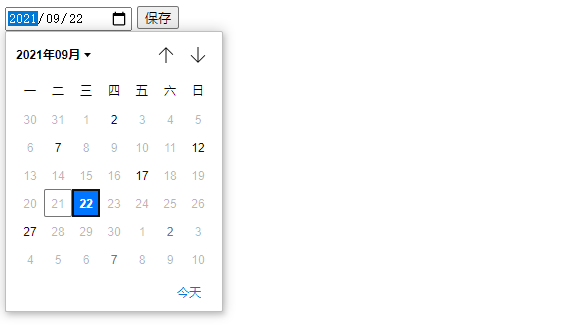 2021/09/22 保存
2021年09月
一 二 三 四 五 六 日
30 31 1 2 3 4 5
6 7 8 9 10 11 12
13 14 15 16 17 18 19
20 21 22 23 24 25 26
27 28 29 30 1 2 3
4 5 6 7 8 9 10
今天